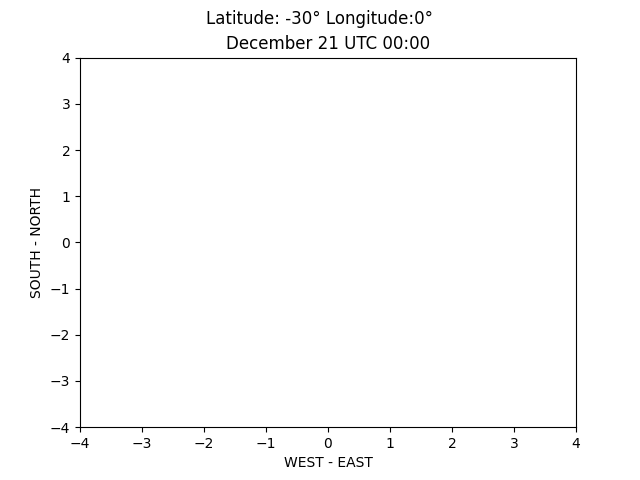 Latitude: -30° Longitude:0°
December 21 UTC 00:00
4
3
2
1
0
−1
−2
−3
−4
SOUTH - NORTH
−4 −3 −2 −1 0 1 2 3 4
WEST - EAST